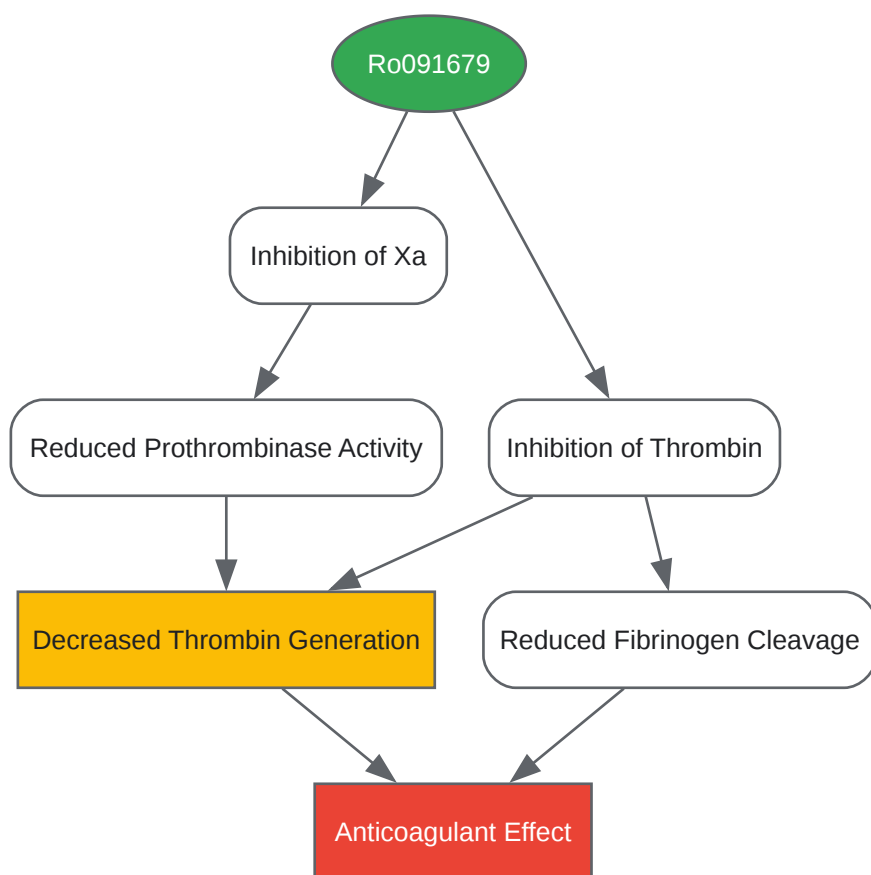 Ro091679
Inhibition of Xa
Reduced Prothrombinase Activity
Inhibition of Thrombin
Decreased Thrombin Generation
Reduced Fibrinogen Cleavage
Anticoagulant Effect